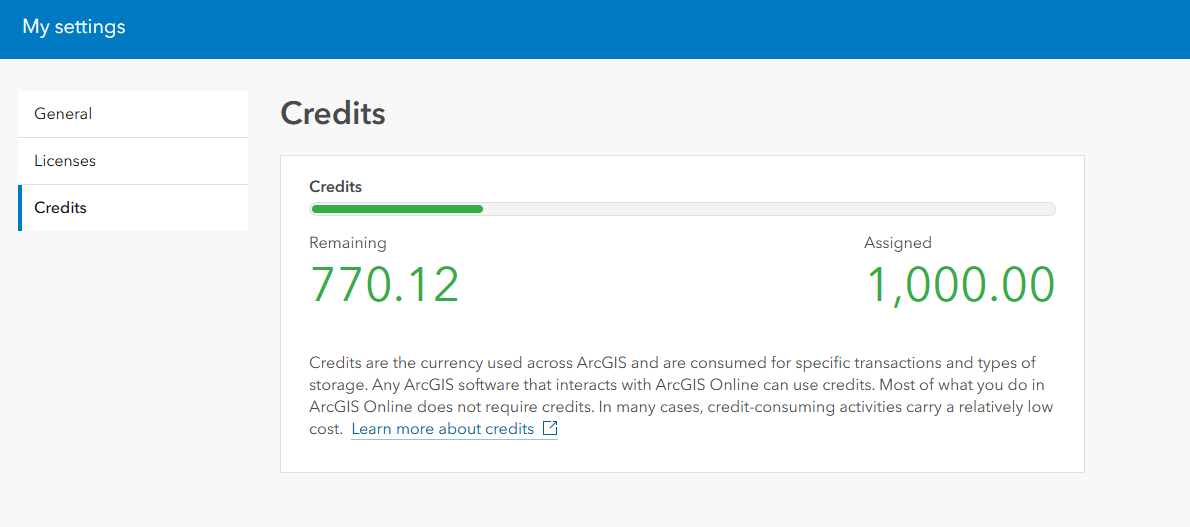 My settings
General
Licenses
Credits
Credits
Credits
Remaining
Assigned
770.12
1,000.00
Credits are the currency used across ArcGIS and are consumed for specific transactions and types of
storage. Any ArcGIS software that interacts with ArcGIS Online can use credits. Most of what you do in
ArcGIS Online does not require credits. In many cases, credit-consuming activities carry a relatively low
cost. Learn more about credits